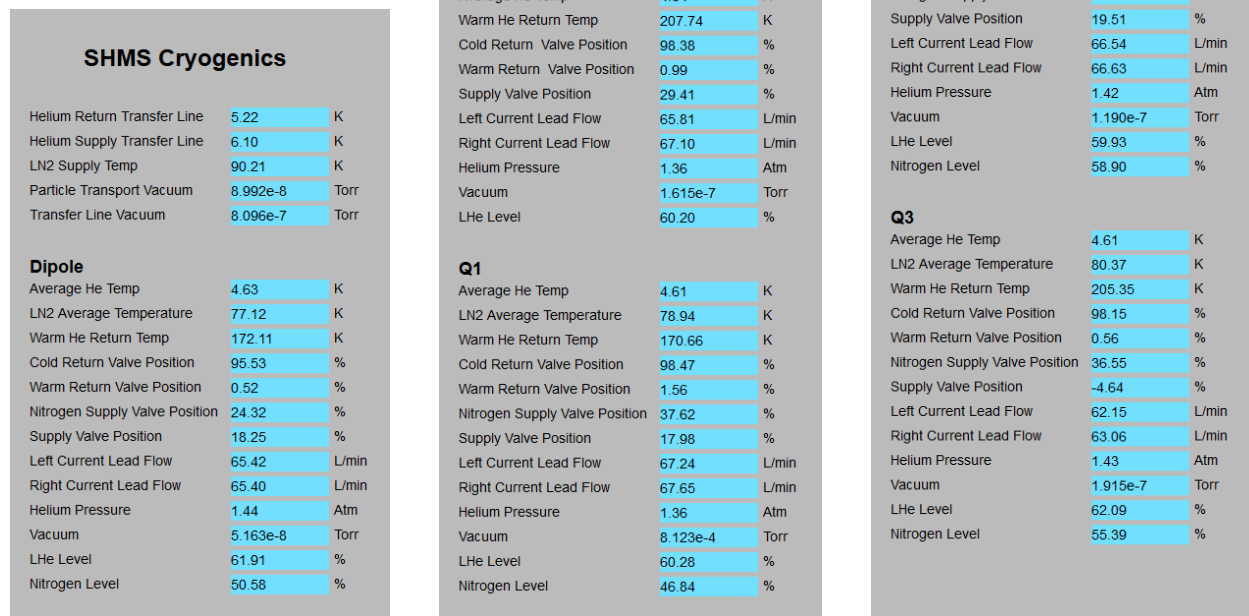 SHMS Cryogenics
Helium Return Transfer Line 5.22 K
Helium Supply Transfer Line 6.10 K
LN2 Supply Temp 90.21 K
Particle Transport Vacuum 8.992e-8 Torr
Transfer Line Vacuum 8.096e-7 Torr
Dipole
Average He Temp 4.63 K
LN2 Average Temperature 77.12 K
Warm He Return Temp 172.11 K
Cold Return Valve Position 95.53 %
Warm Return Valve Position 0.52 %
Nitrogen Supply Valve Position 24.32 %
Supply Valve Position 18.25 %
Left Current Lead Flow 65.42 L/min
Right Current Lead Flow 65.40 L/min
Helium Pressure 1.44 Atm
Vacuum 5.163e-8 Torr
LHe Level 61.91 %
Nitrogen Level 50.58 %
Warm He Return Temp 207.74 K
Cold Return Valve Position 98.38 %
Warm Return Valve Position 0.99 %
Supply Valve Position 29.41 %
Left Current Lead Flow 65.81 L/min
Right Current Lead Flow 67.10 L/min
Helium Pressure 1.36 Atm
Vacuum 1.615e-7 Torr
LHe Level 60.20 %
Q1
Average He Temp 4.61 K
LN2 Average Temperature 78.94 K
Warm He Return Temp 170.66 K
Cold Return Valve Position 98.47 %
Warm Return Valve Position 1.56 %
Nitrogen Supply Valve Position 37.62 %
Supply Valve Position 17.98 %
Left Current Lead Flow 67.24 L/min
Right Current Lead Flow 67.65 L/min
Helium Pressure 1.36 Atm
Vacuum 8.123e-4 Torr
LHe Level 60.28 %
Nitrogen Level 46.84 %
Supply Valve Position 19.51 %
Left Current Lead Flow 66.54 L/min
Right Current Lead Flow 66.63 L/min
Helium Pressure 1.42 Atm
Vacuum 1.190e-7 Torr
LHe Level 59.93 %
Nitrogen Level 58.90 %
Q3
Average He Temp 4.61 K
LN2 Average Temperature 80.37 K
Warm He Return Temp 205.35 K
Cold Return Valve Position 98.15 %
Warm Return Valve Position 0.56 %
Nitrogen Supply Valve Position 36.55 %
Supply Valve Position -4.64 %
Left Current Lead Flow 62.15 L/min
Right Current Lead Flow 63.06 L/min
Helium Pressure 1.43 Atm
Vacuum 1.915e-7 Torr
LHe Level 62.09 %
Nitrogen Level 55.39 %